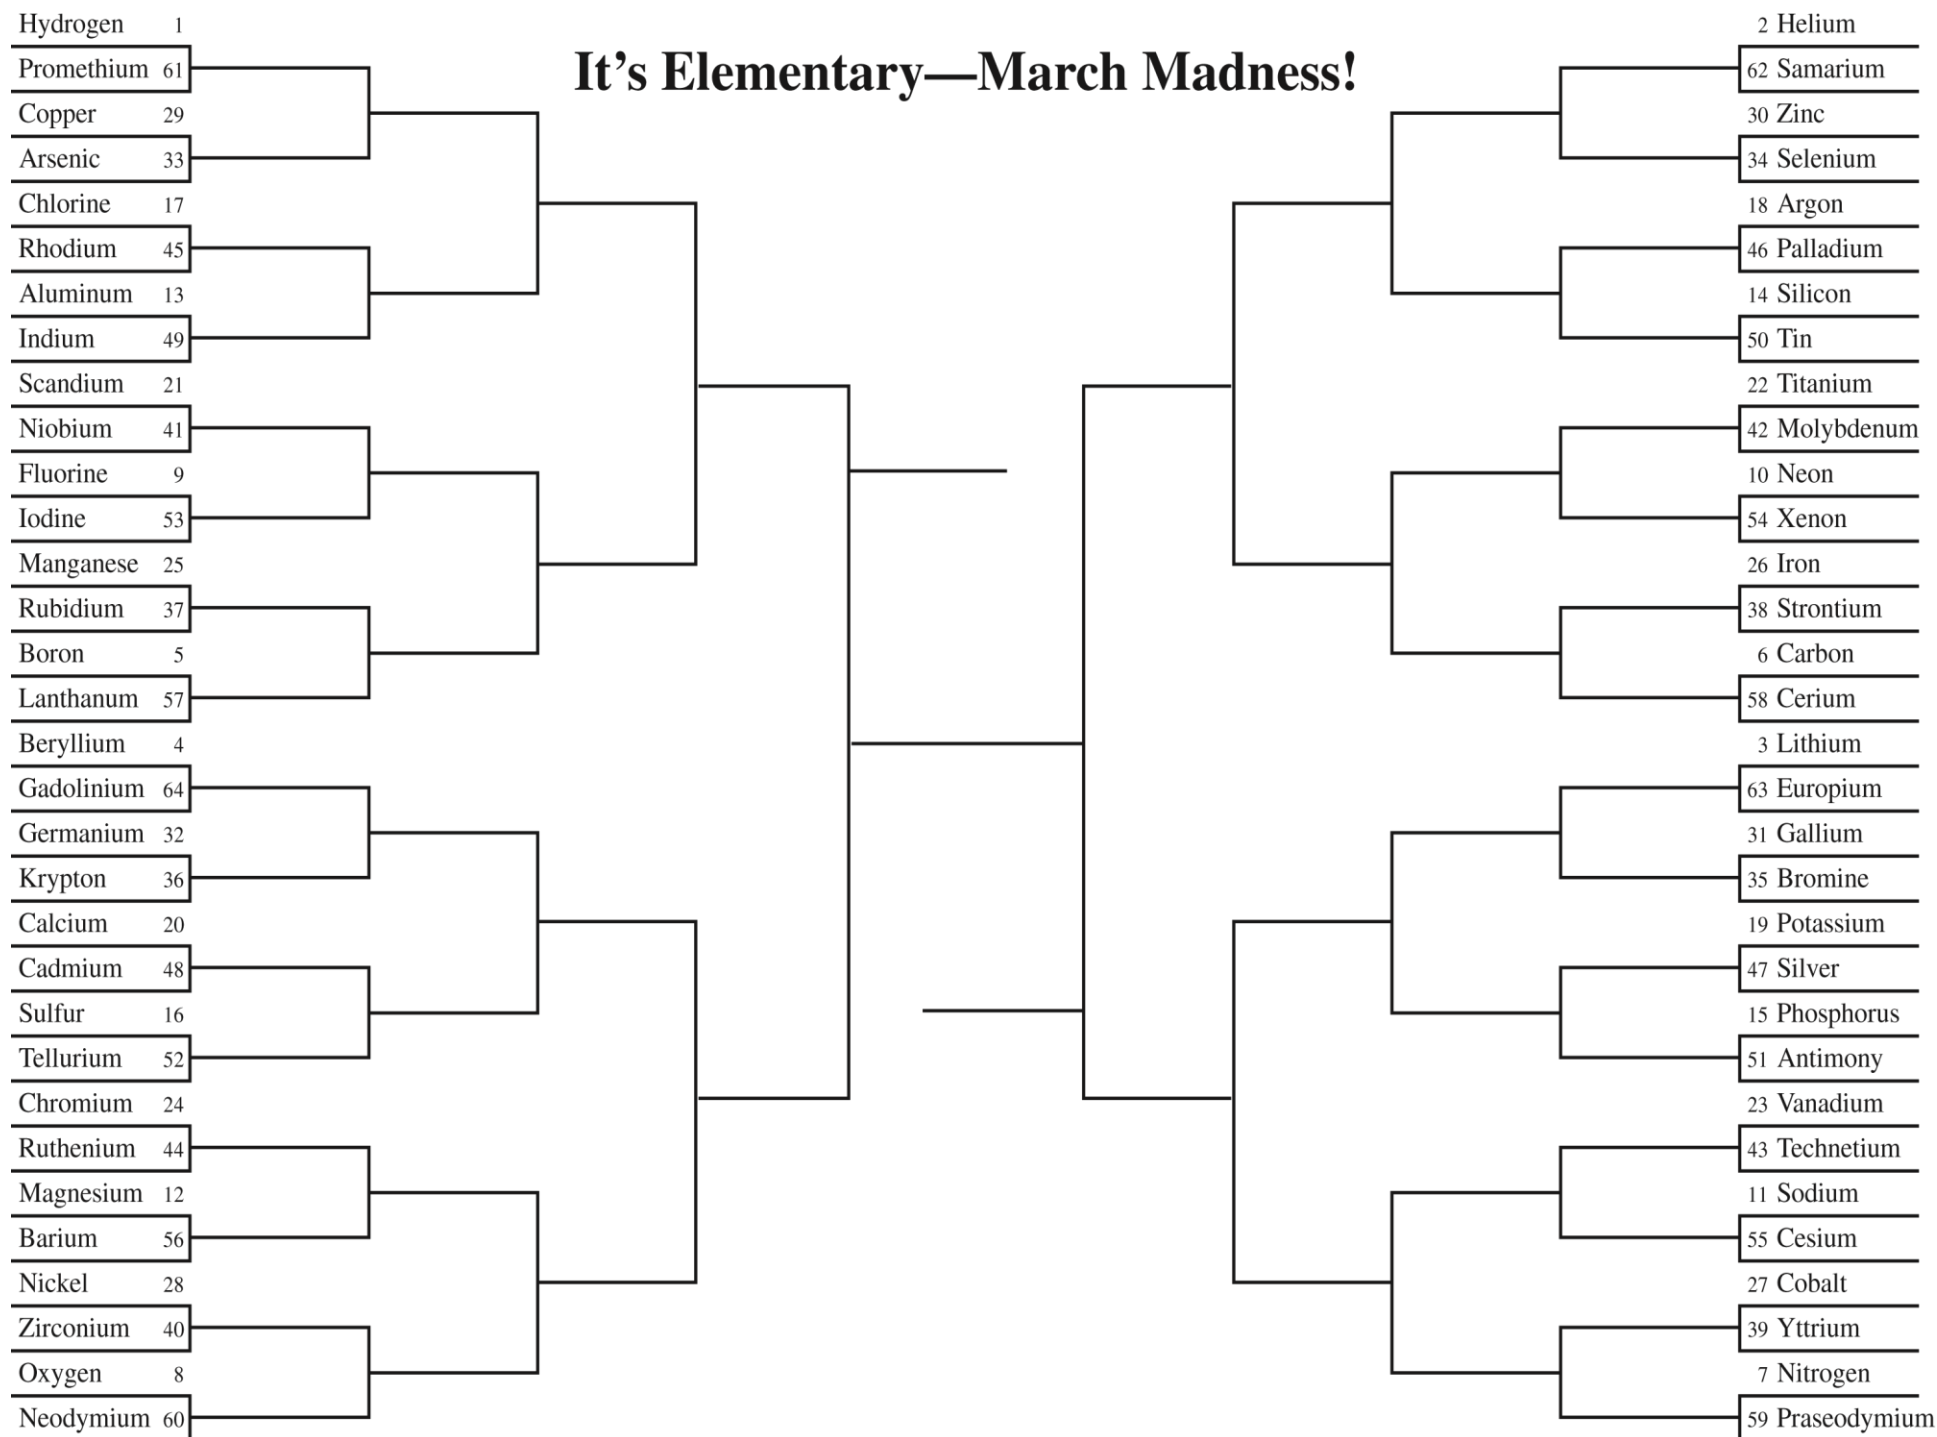 It’s Elementary—March Madness!
Hydrogen 1
Promethium 61
Copper 29
Arsenic 33
Chlorine 17
Rhodium 45
Aluminum 13
Indium 49
Scandium 21
Niobium 41
Fluorine 9
Iodine 53
Manganese 25
Rubidium 37
Boron 5
Lanthanum 57
Beryllium 4
Gadolinium 64
Germanium 32
Krypton 36
Calcium 20
Cadmium 48
Sulfur 16
Tellurium 52
Chromium 24
Ruthenium 44
Magnesium 12
Barium 56
Nickel 28
Zirconium 40
Oxygen 8
Neodymium 60
2 Helium
62 Samarium
30 Zinc
34 Selenium
18 Argon
46 Palladium
14 Silicon
50 Tin
22 Titanium
42 Molybdenum
10 Neon
54 Xenon
26 Iron
38 Strontium
6 Carbon
58 Cerium
3 Lithium
63 Europium
31 Gallium
35 Bromine
19 Potassium
47 Silver
15 Phosphorus
51 Antimony
23 Vanadium
43 Technetium
11 Sodium
55 Cesium
27 Cobalt
39 Yttrium
7 Nitrogen
59 Praseodymium